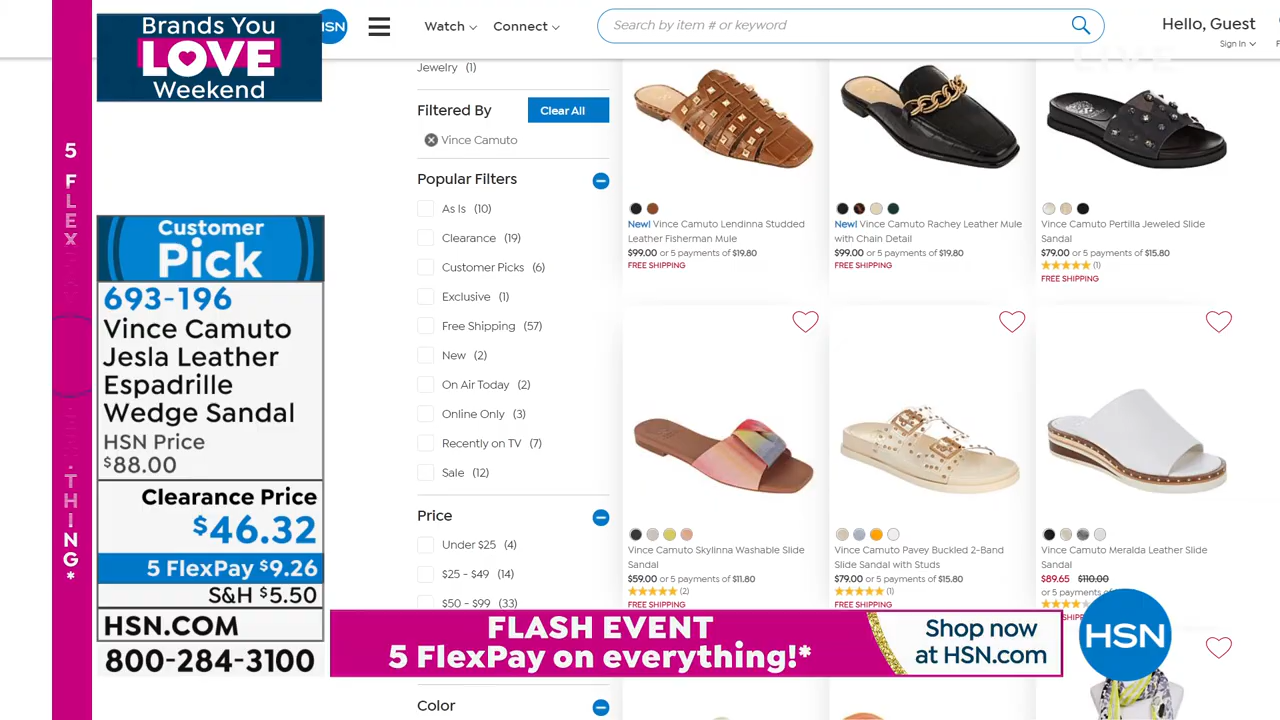 Brands You
LOVE
Weekend
HSN
Watch
Connect
Search by item # or keyword
Hello, Guest
Sign In
LIVE
5
FLEX
THING*
Customer
Pick
693-196
Vince Camuto
Jesla Leather
Espadrille
Wedge Sandal
HSN Price
$88.00
Clearance Price
$46.32
5 FlexPay $9.26
S&H $5.50
HSN.COM
800-284-3100
Jewelry (1)
Filtered By
Clear All
Vince Camuto
Popular Filters
As Is (10)
Clearance (19)
Customer Picks (6)
Exclusive (1)
Free Shipping (57)
New (2)
On Air Today (2)
Online Only (3)
Recently on TV (7)
Sale (12)
Price
Under $25 (4)
$25 - $49 (14)
$50 - $99 (33)
Color
New! Vince Camuto Lendinna Studded
Leather Fisherman Mule
$99.00 or 5 payments of $19.80
FREE SHIPPING
New! Vince Camuto Rachey Leather Mule
with Chain Detail
$99.00 or 5 payments of $19.80
FREE SHIPPING
Vince Camuto Pertilla Jeweled Slide
Sandal
$79.00 or 5 payments of $15.80
(1)
FREE SHIPPING
Vince Camuto Skylinna Washable Slide
Sandal
$59.00 or 5 payments of $11.80
(2)
FREE SHIPPING
Vince Camuto Pavey Buckled 2-Band
Slide Sandal with Studs
$79.00 or 5 payments of $15.80
(1)
FREE SHIPPING
Vince Camuto Meralda Leather Slide
Sandal
$89.65 $110.00
or 5 payments of
SHIPPING
FLASH EVENT
5 FlexPay on everything!*
Shop now
at HSN.com
HSN